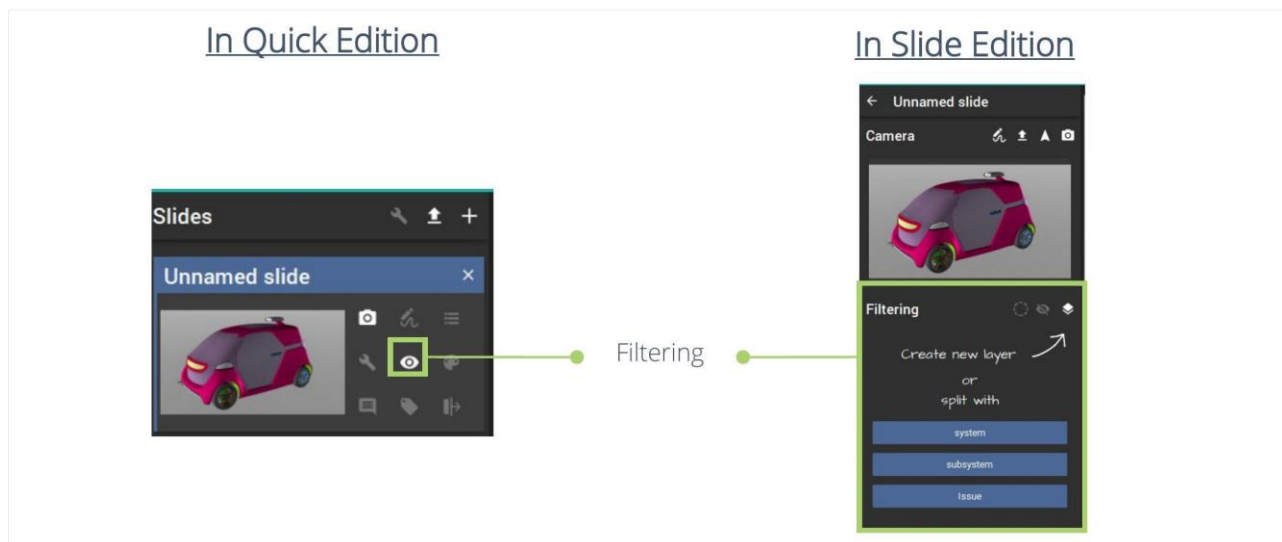 In Quick Edition
In Slide Edition
Unnamed slide
Camera
Slides
Unnamed slide
Filtering
Filtering
Create new layer
or
split with
system
subsystem
Issue